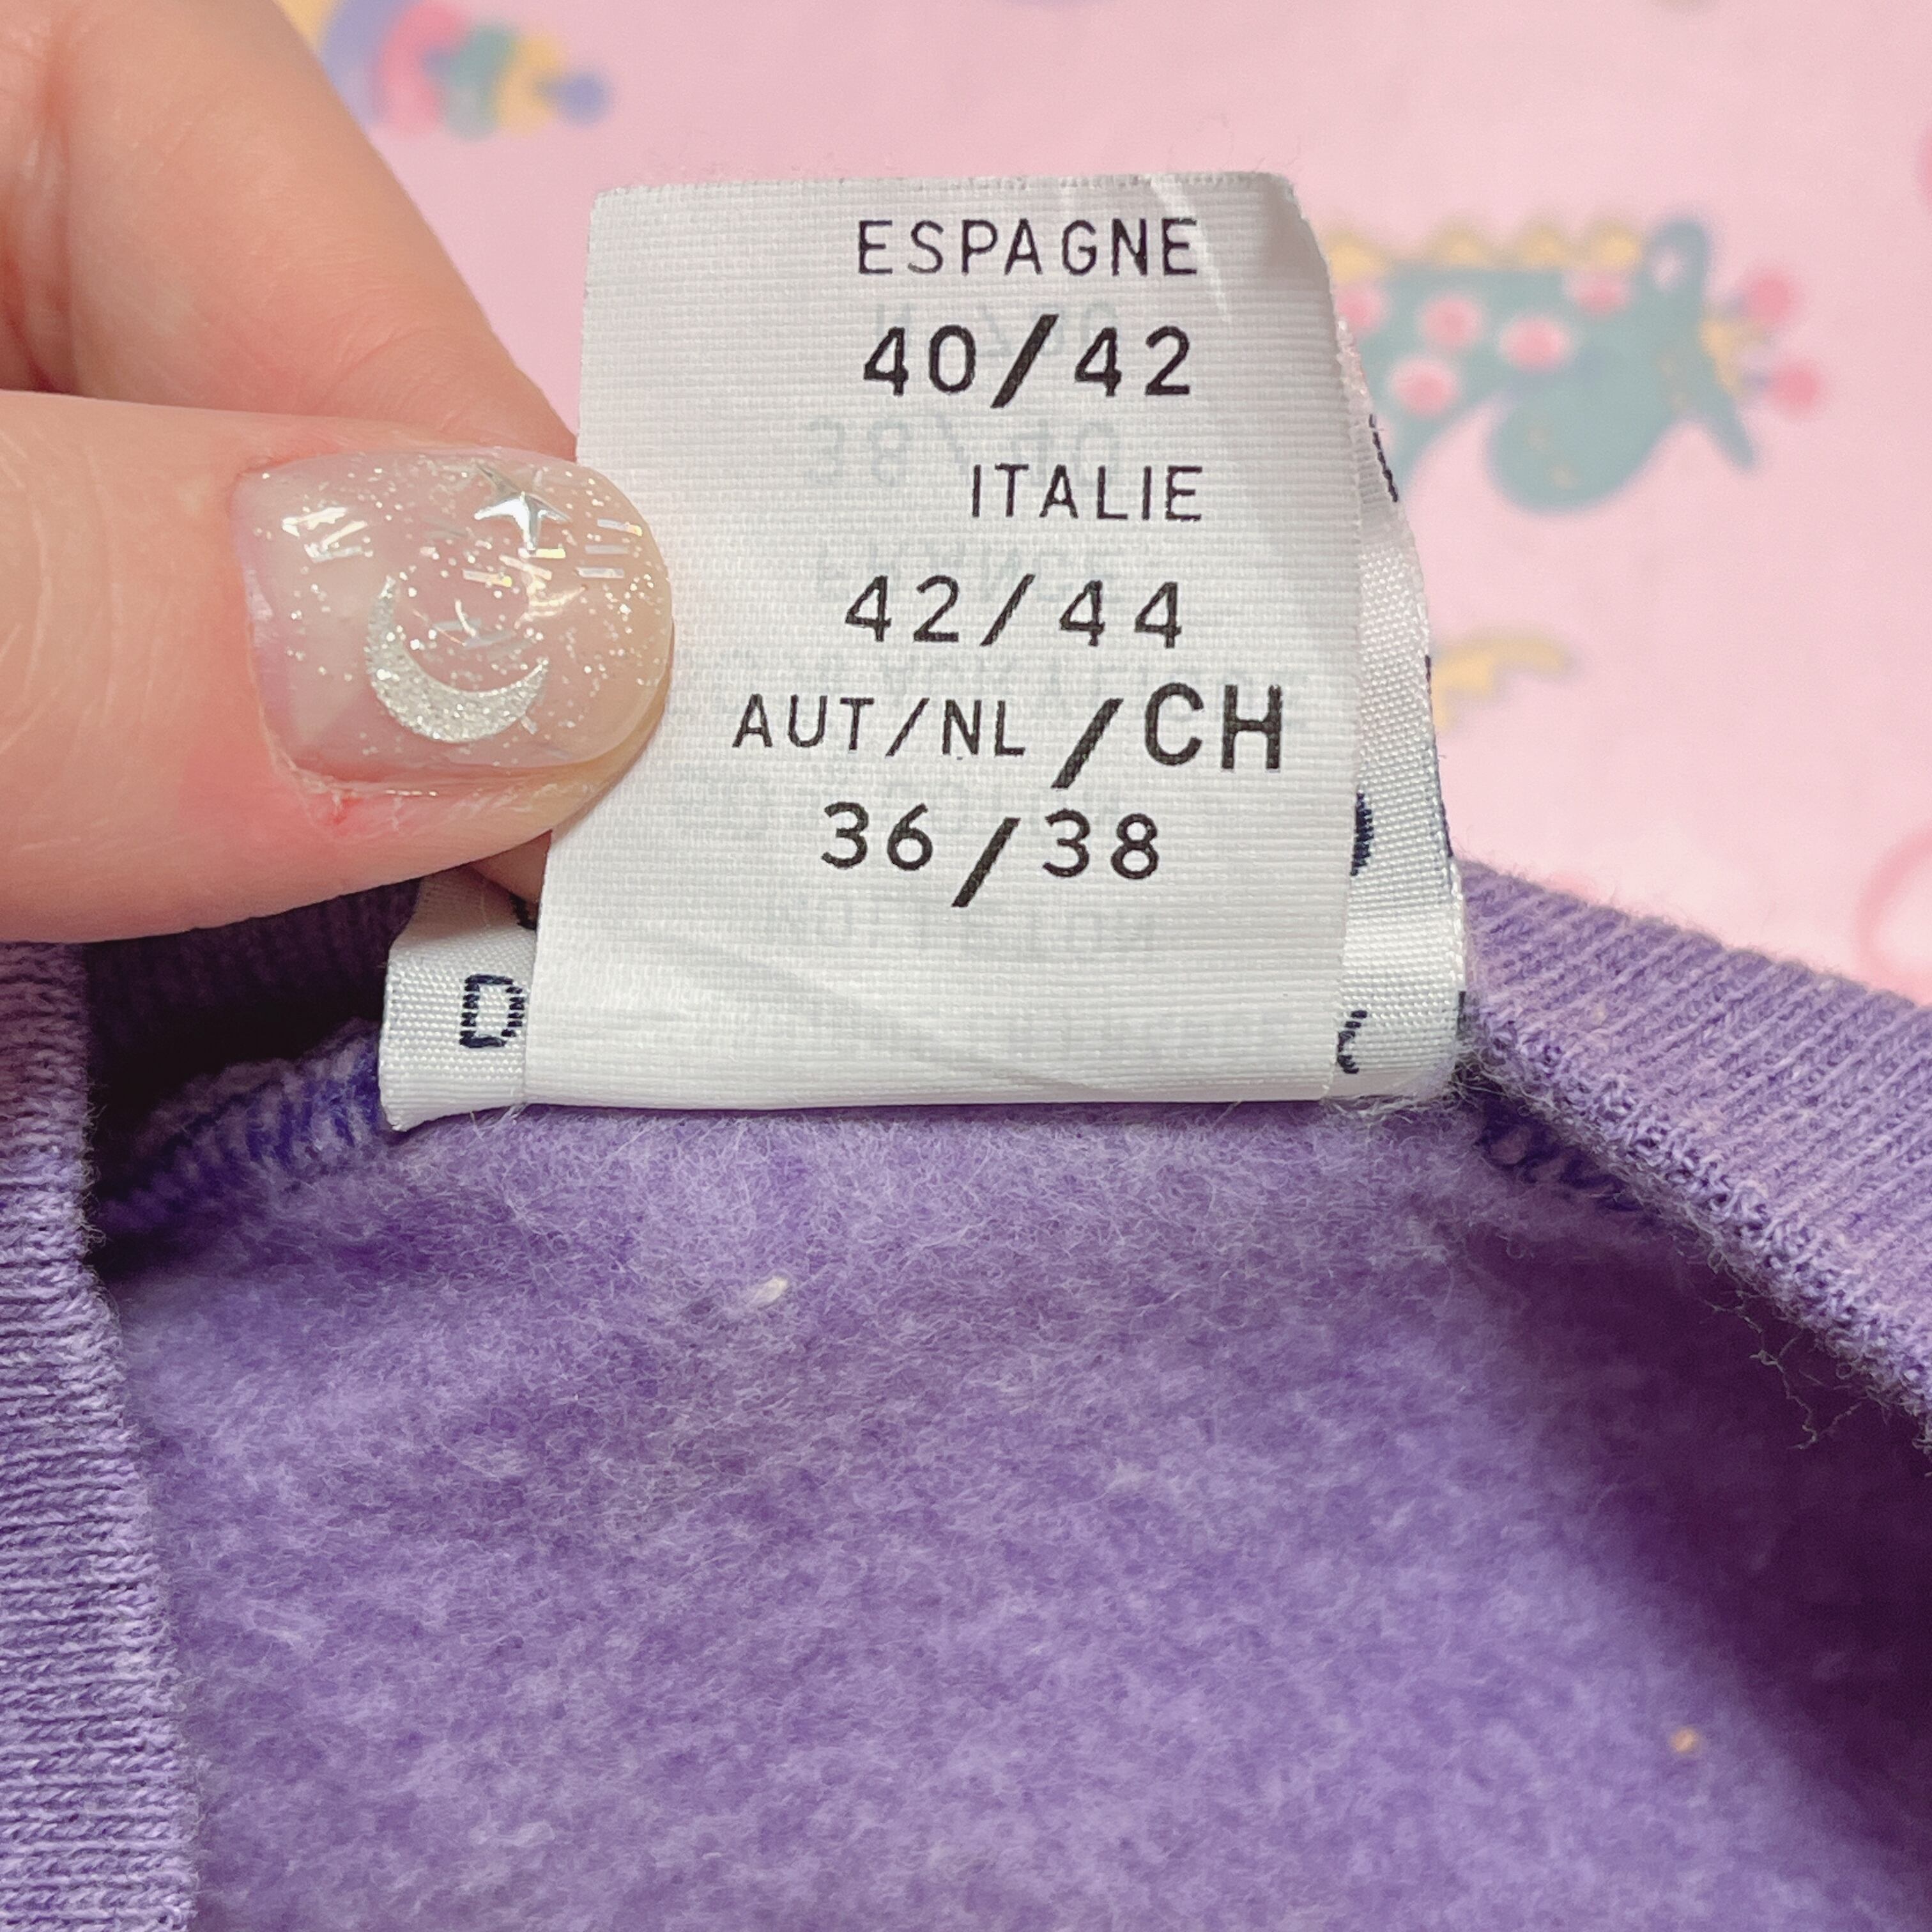 ESPAGNE
40/42
ITALIE
42/44
AUT/NL/CH
36/38
D